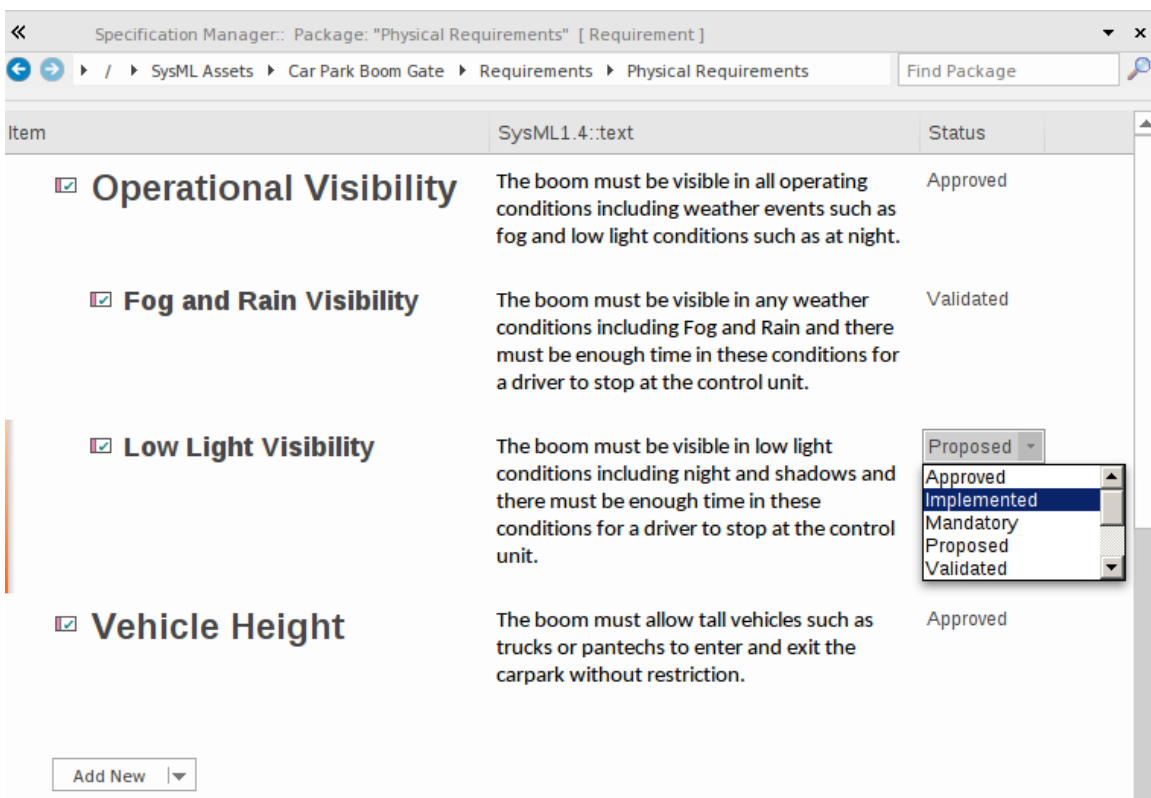 Specification Manager:: Package: "Physical Requirements" [ Requirement ]
/ SysML Assets Car Park Boom Gate Requirements Physical Requirements Find Package
Item SysML1.4::text Status
Operational Visibility
The boom must be visible in all operating
conditions including weather events such as
fog and low light conditions such as at night.
Approved
Fog and Rain Visibility
The boom must be visible in any weather
conditions including Fog and Rain and there
must be enough time in these conditions for
a driver to stop at the control unit.
Validated
Low Light Visibility
The boom must be visible in low light
conditions including night and shadows and
there must be enough time in these
conditions for a driver to stop at the control
unit.
Proposed
Approved
Implemented
Mandatory
Proposed
Validated
Vehicle Height
The boom must allow tall vehicles such as
trucks or pantechs to enter and exit the
carpark without restriction.
Approved
Add New